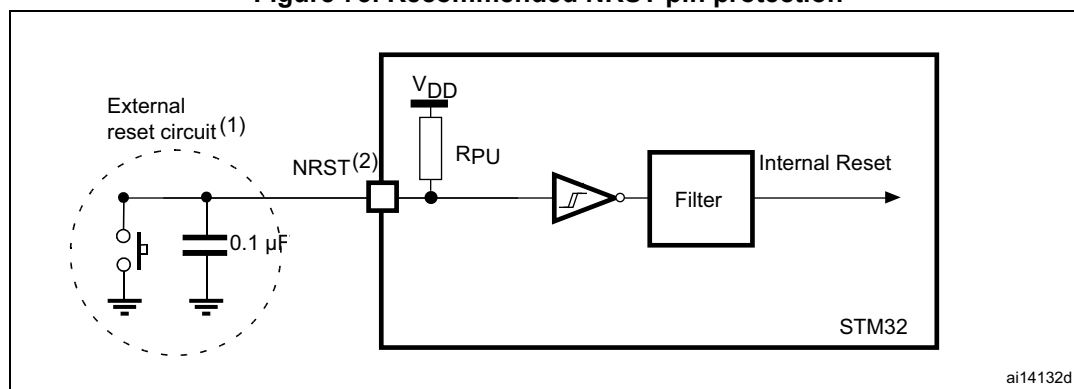 Figure 78. Recommended NRST pin protection
External
reset circuit(1)
VDD
RPU
NRST(2)
Internal Reset
Filter
0.1 µF
STM32
ai14132d